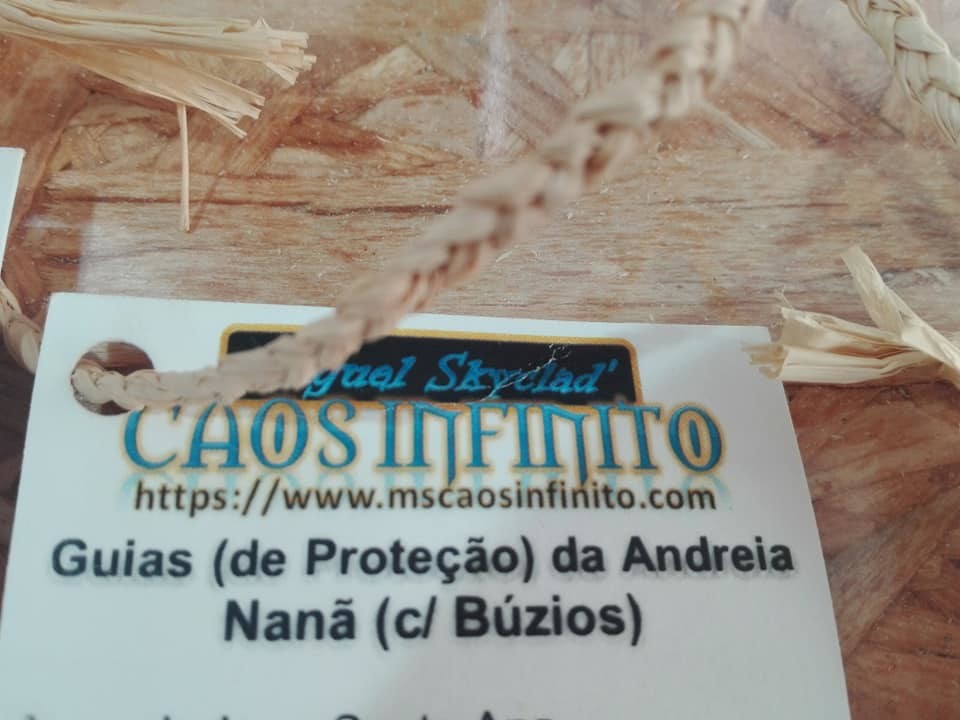 Skyclad'
CAOS INFINITO
https://www.mscaosinfinito.com
Guias (de Proteção) da Andreia
Nanã (c/ Búzios)